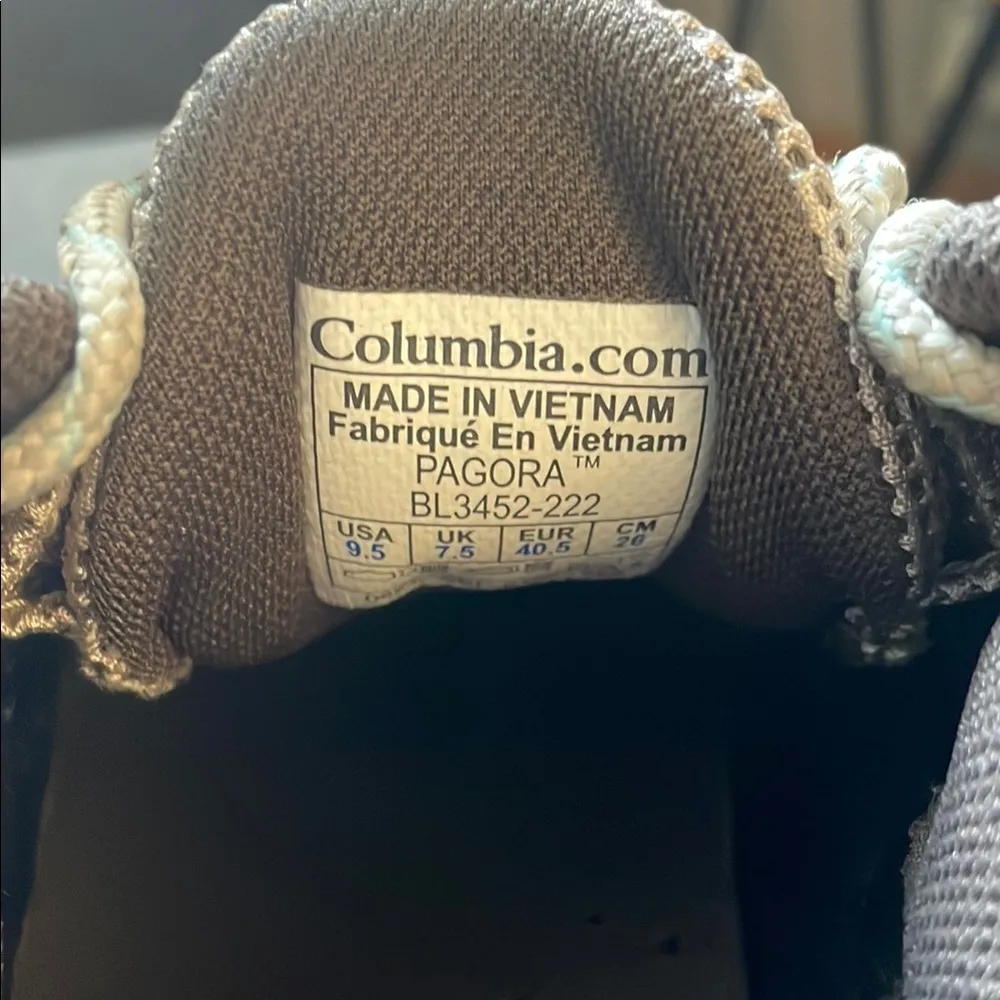 Columbia.com
MADE IN VIETNAM
Fabriqué En Vietnam
PAGORA™
BL3452-222
USA UK EUR CM
9.5 7.5 40.5 26